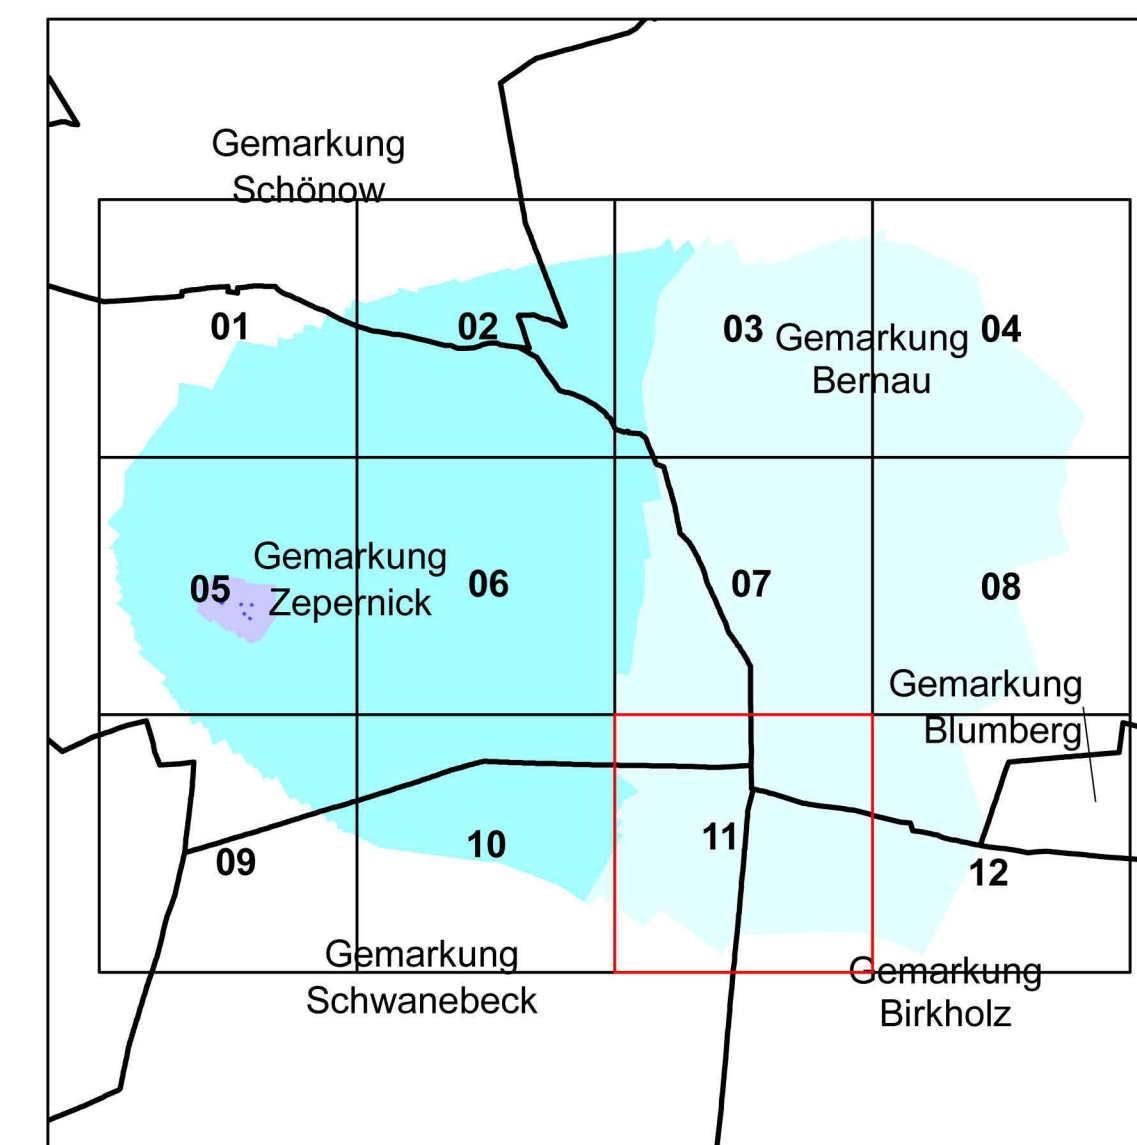 Gemarkung
Schönow
01
02
03
04
Gemarkung
Bernau
05
Gemarkung
Zepernick
06
07
08
Gemarkung
Blumberg
09
10
11
12
Gemarkung
Schwanebeck
Gemarkung
Birkholz